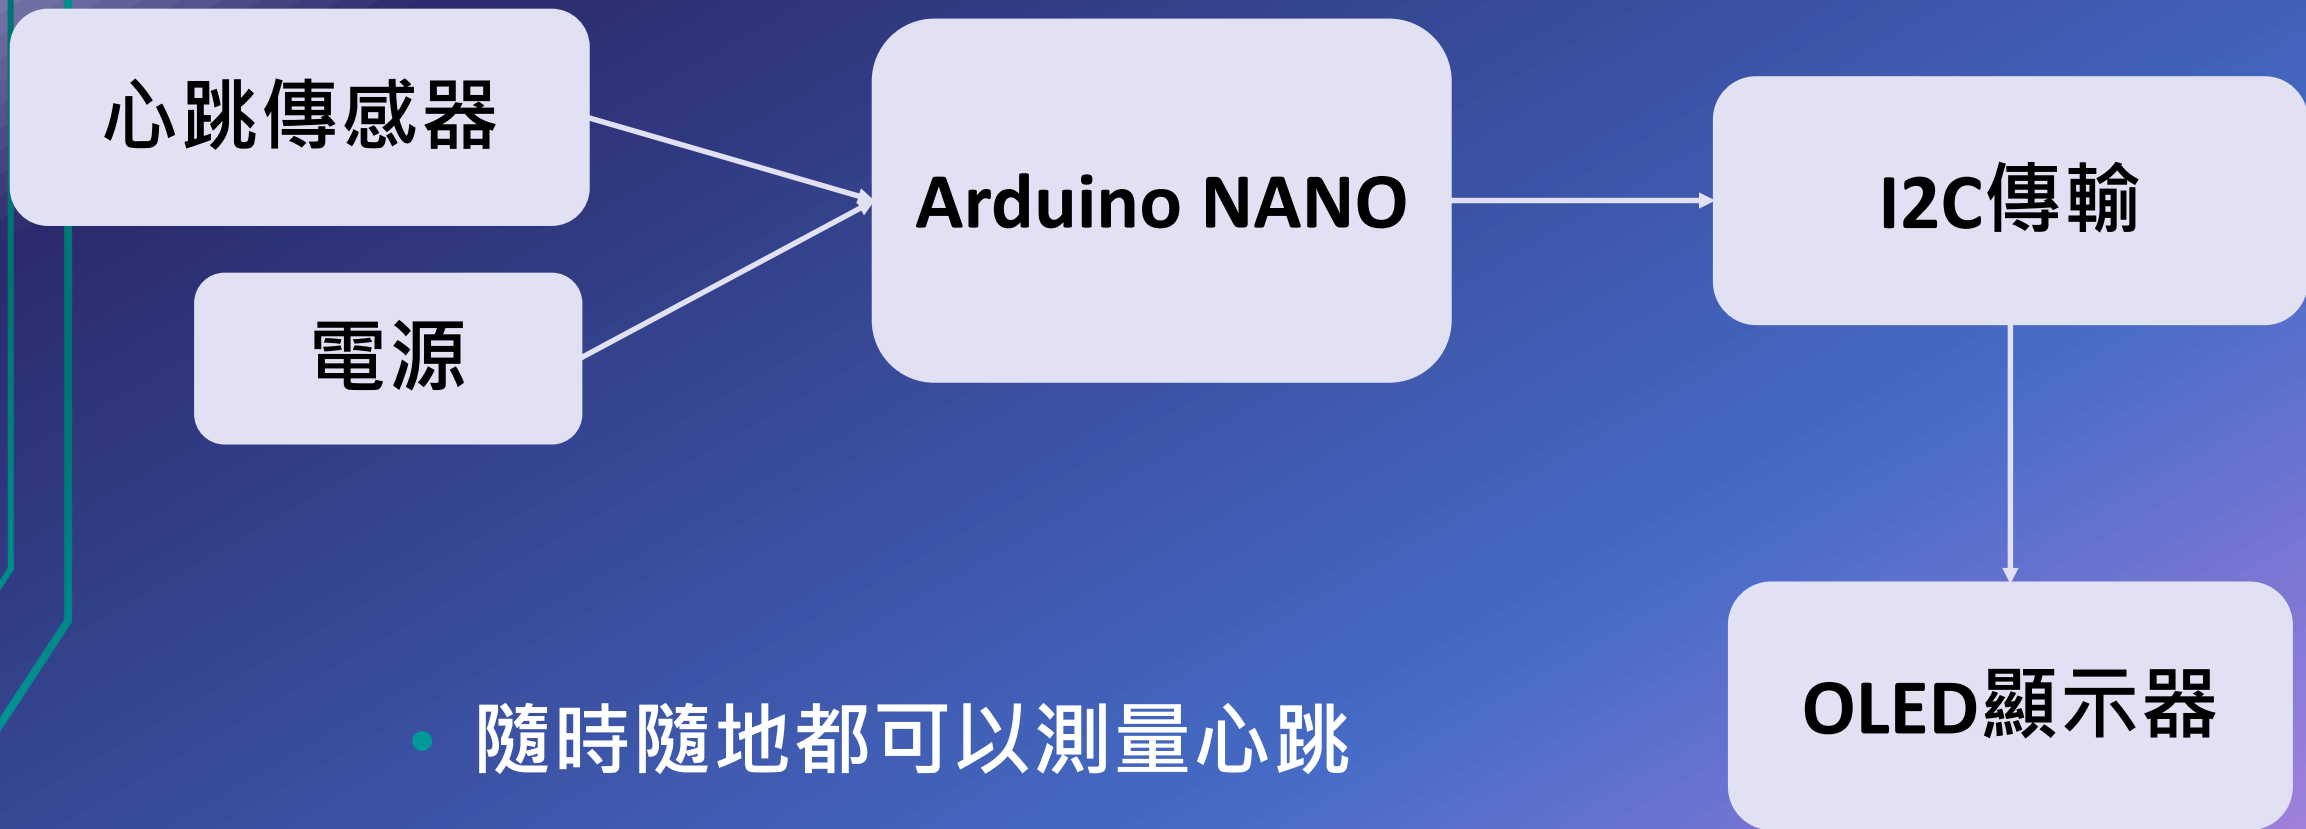 心跳傳感器
電源
Arduino NANO
I2C傳輸
OLED顯示器
隨時隨地都可以測量心跳